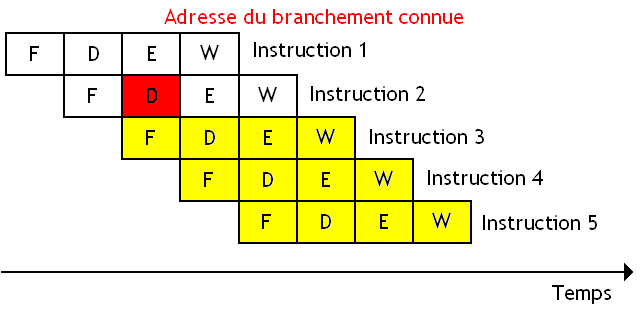 Adresse du branchement connue
F D E W Instruction 1
F D E W Instruction 2
F D E W Instruction 3
F D E W Instruction 4
F D E W Instruction 5
Temps